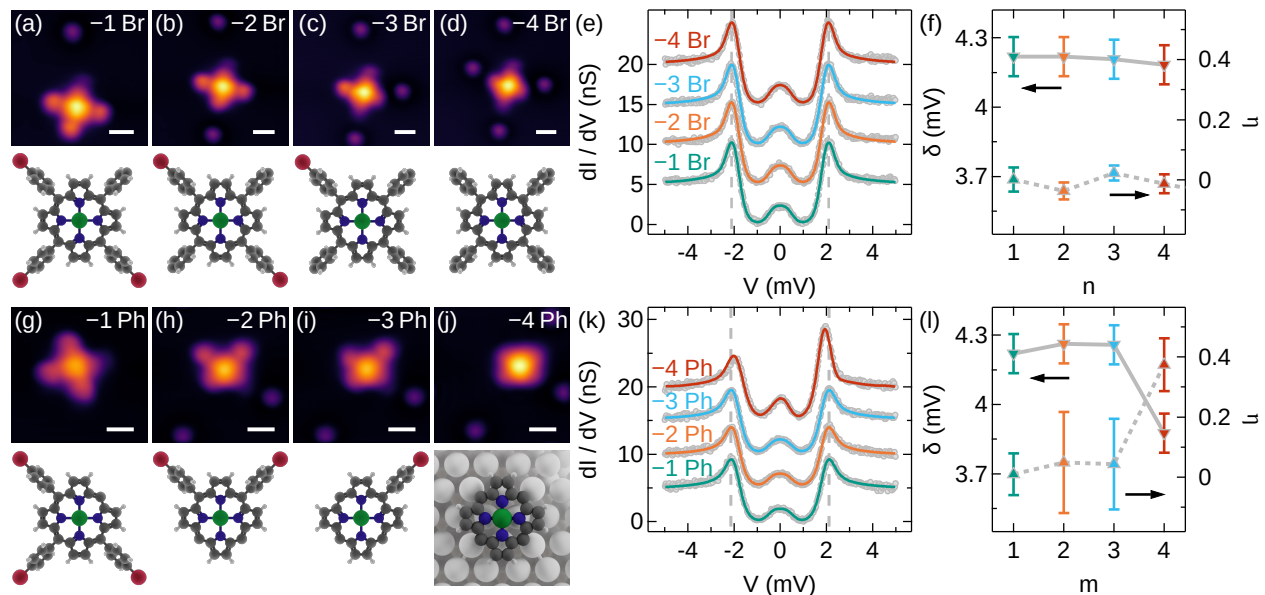 (a) −1 Br
(b) −2 Br
(c) −3 Br
(d) −4 Br
(e)
dI / dV (nS)
20
15
10
5
0
−4 Br
−3 Br
−2 Br
−1 Br
−4 −2 0 2 4
V (mV)
(f)
δ (mV)
4.3
4
3.7
0.4
0.2
0
η
1 2 3 4
n
(g) −1 Ph
(h) −2 Ph
(i) −3 Ph
(j) −4 Ph
(k)
dI / dV (nS)
30
20
10
0
−4 Ph
−3 Ph
−2 Ph
−1 Ph
−4 −2 0 2 4
V (mV)
(l)
δ (mV)
4.3
4
3.7
0.4
0.2
0
η
1 2 3 4
m